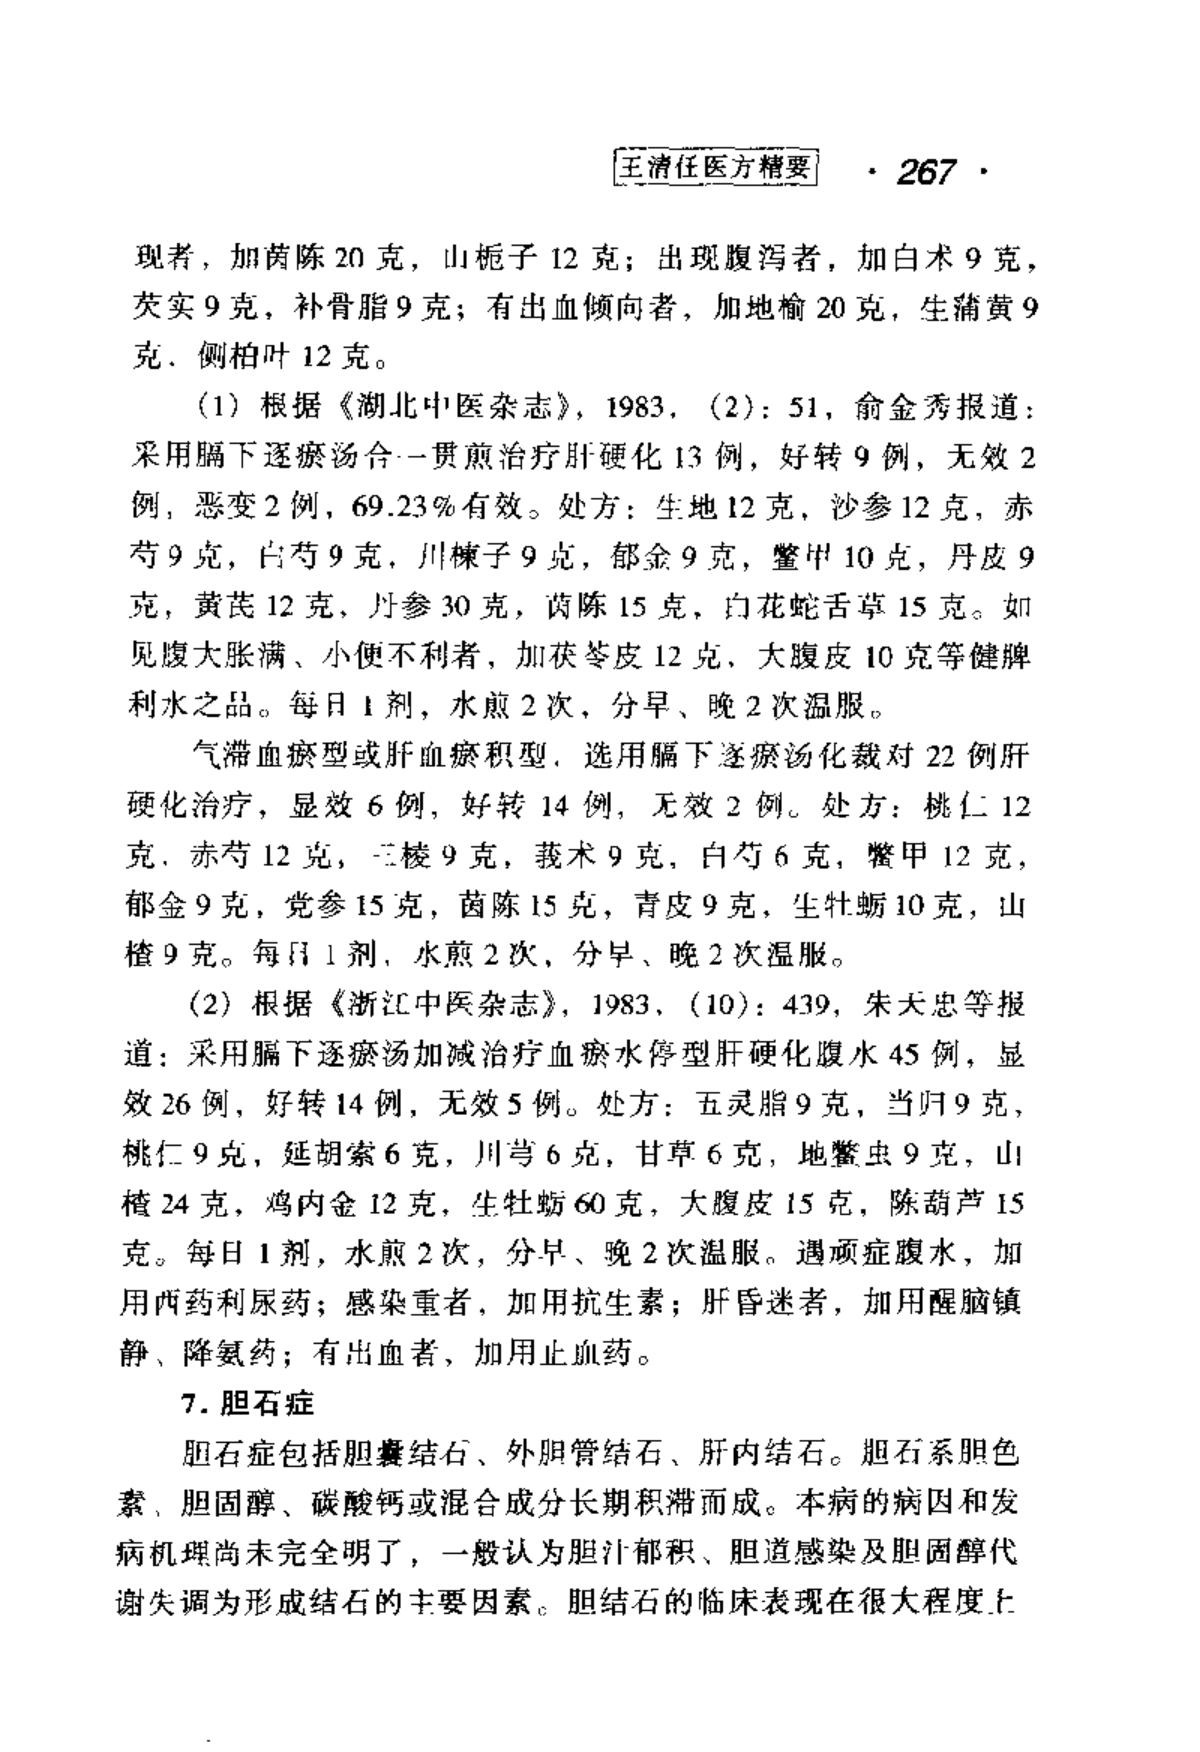 王清任医方精要 · 267 ·
现者，加茵陈 20 克，山栀子 12 克；出现腹泻者，加白术 9 克，
芡实 9 克，补骨脂 9 克；有出血倾向者，加地榆 20 克，生蒲黄 9
克，侧柏叶 12 克。
（1）根据《湖北中医杂志》，1983，（2）：51，俞金秀报道：
采用膈下逐瘀汤合一贯煎治疗肝硬化 13 例，好转 9 例，无效 2
例，恶变 2 例，69.23%有效。处方：生地 12 克，沙参 12 克，赤
芍 9 克，白芍 9 克，川楝子 9 克，郁金 9 克，鳖甲 10 克，丹皮 9
克，黄芪 12 克，丹参 30 克，茵陈 15 克，白花蛇舌草 15 克。如
见腹大胀满、小便不利者，加茯苓皮 12 克，大腹皮 10 克等健脾
利水之品。每日 1 剂，水煎 2 次，分早、晚 2 次温服。
气滞血瘀型或肝血瘀积型，选用膈下逐瘀汤化裁对 22 例肝
硬化治疗，显效 6 例，好转 14 例，无效 2 例。处方：桃仁 12
克，赤芍 12 克，三棱 9 克，莪术 9 克，白芍 6 克，鳖甲 12 克，
郁金 9 克，党参 15 克，茵陈 15 克，青皮 9 克，生牡蛎 10 克，山
楂 9 克。每日 1 剂，水煎 2 次，分早、晚 2 次温服。
（2）根据《浙江中医杂志》，1983，（10）：439，朱天忠等报
道：采用膈下逐瘀汤加减治疗血瘀水停型肝硬化腹水 45 例，显
效 26 例，好转 14 例，无效 5 例。处方：五灵脂 9 克，当归 9 克，
桃仁 9 克，延胡索 6 克，川芎 6 克，甘草 6 克，地鳖虫 9 克，山
楂 24 克，鸡内金 12 克，生牡蛎 60 克，大腹皮 15 克，陈葫芦 15
克。每日 1 剂，水煎 2 次，分早、晚 2 次温服。遇顽症腹水，加
用西药利尿药；感染重者，加用抗生素；肝昏迷者，加用醒脑镇
静、降氨药；有出血者，加用止血药。
7. 胆石症
胆石症包括胆囊结石、外胆管结石、肝内结石。胆石系胆色
素、胆固醇、碳酸钙或混合成分长期积滞而成。本病的病因和发
病机理尚未完全明了，一般认为胆汁郁积、胆道感染及胆固醇代
谢失调为形成结石的主要因素。胆结石的临床表现在很大程度上